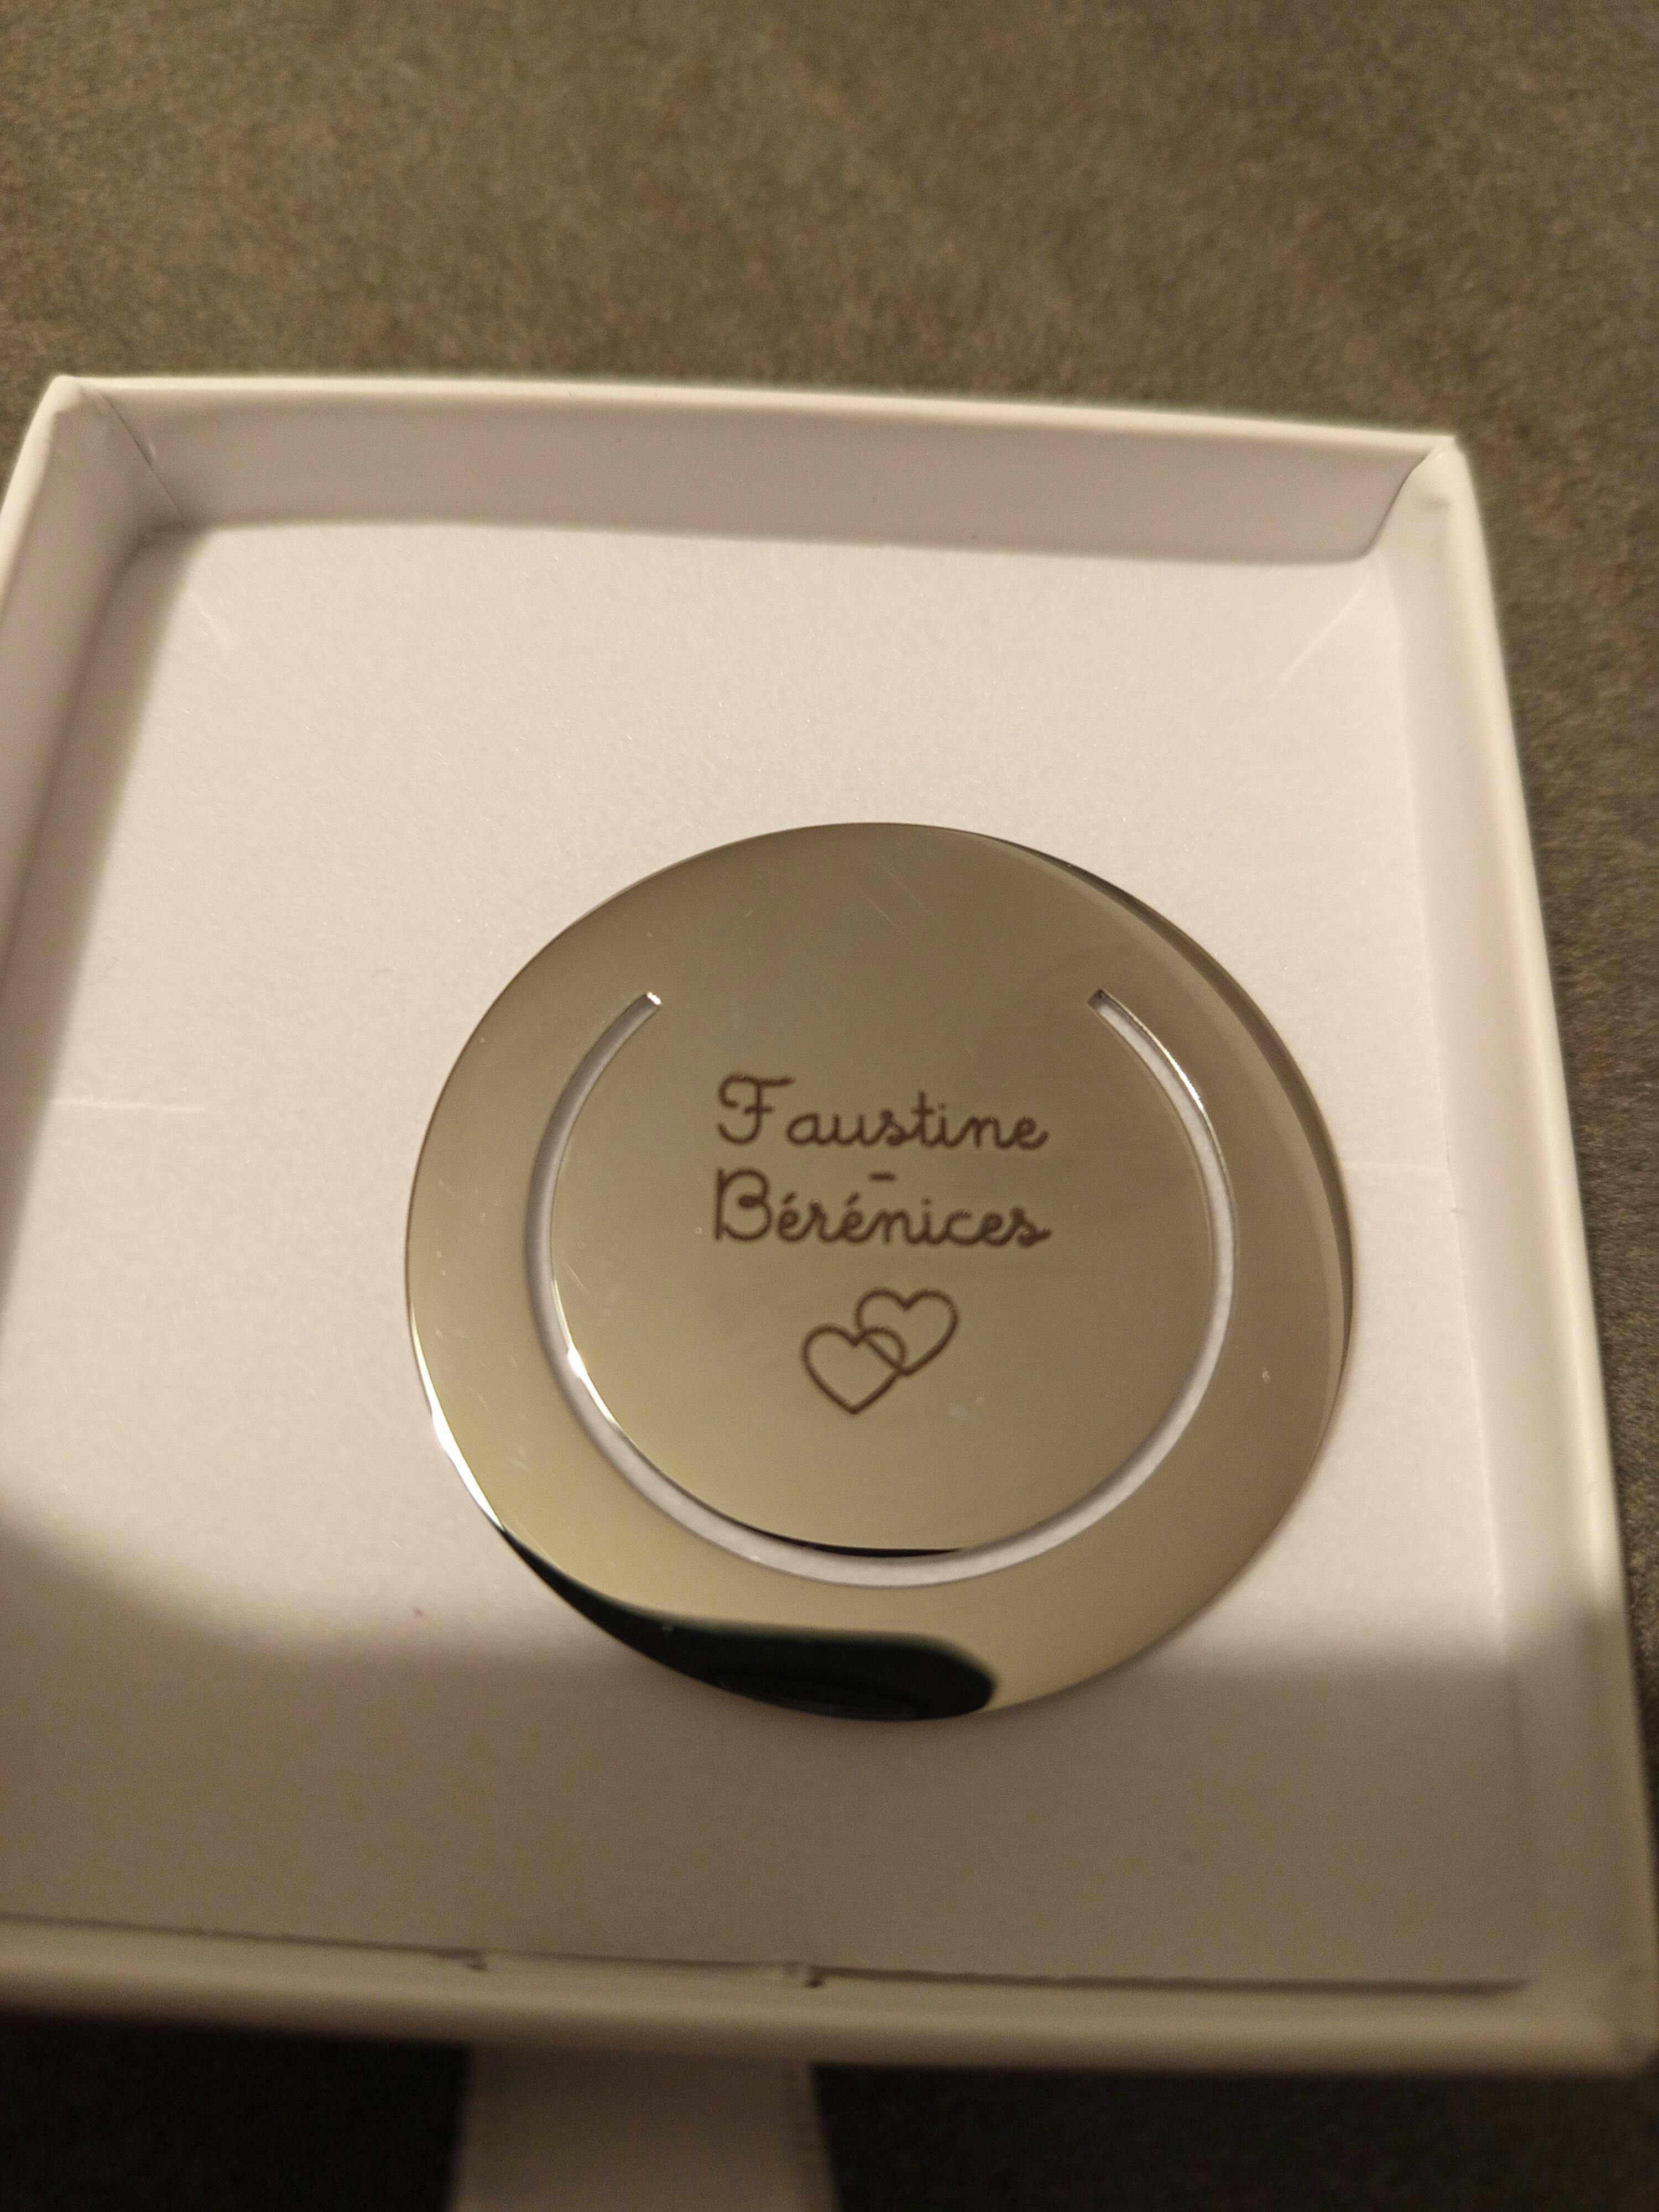 Faustine
-
Bérénices